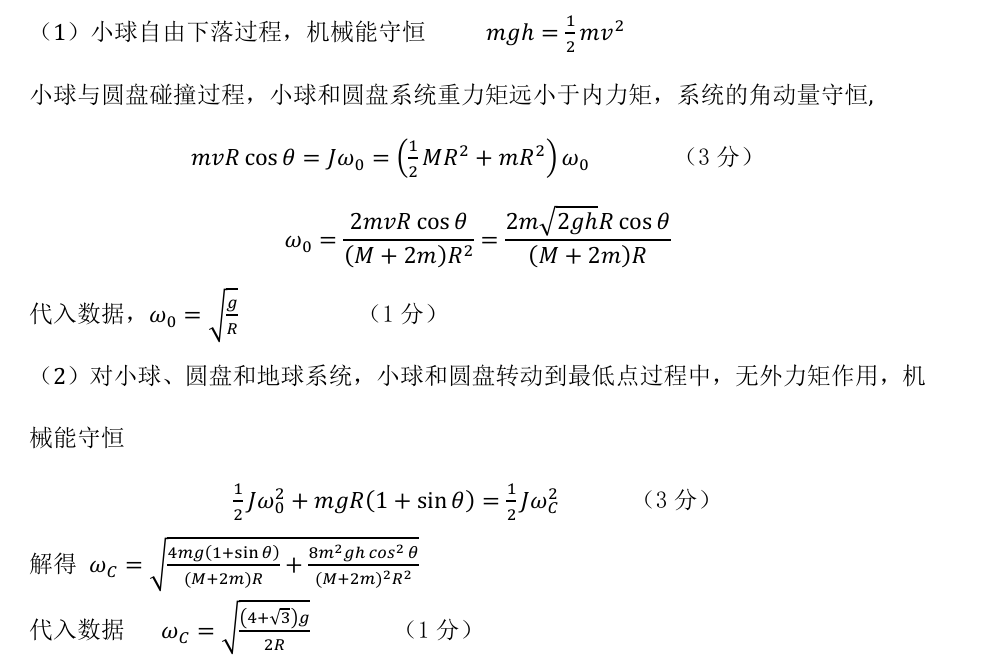 （1）小球自由下落过程，机械能守恒 $mgh = \frac{1}{2}mv^2$
小球与圆盘碰撞过程，小球和圆盘系统重力矩远小于内力矩，系统的角动量守恒,
$mvR\cos\theta = J\omega_0 = \left(\frac{1}{2}MR^2 + mR^2\right)\omega_0$ （3 分）
$\omega_0 = \frac{2mvR\cos\theta}{(M+2m)R^2} = \frac{2m\sqrt{2gh}R\cos\theta}{(M+2m)R}$
代入数据，$\omega_0 = \sqrt{\frac{g}{R}}$ （1 分）
（2）对小球、圆盘和地球系统，小球和圆盘转动到最低点过程中，无外力矩作用，机
械能守恒
$\frac{1}{2}J\omega_0^2 + mgR(1+\sin\theta) = \frac{1}{2}J\omega_C^2$ （3 分）
解得 $\omega_C = \sqrt{\frac{4mg(1+\sin\theta)}{(M+2m)R} + \frac{8m^2gh\cos^2\theta}{(M+2m)^2R^2}}$
代入数据 $\omega_C = \sqrt{\frac{(4+\sqrt{3})g}{2R}}$ （1 分）